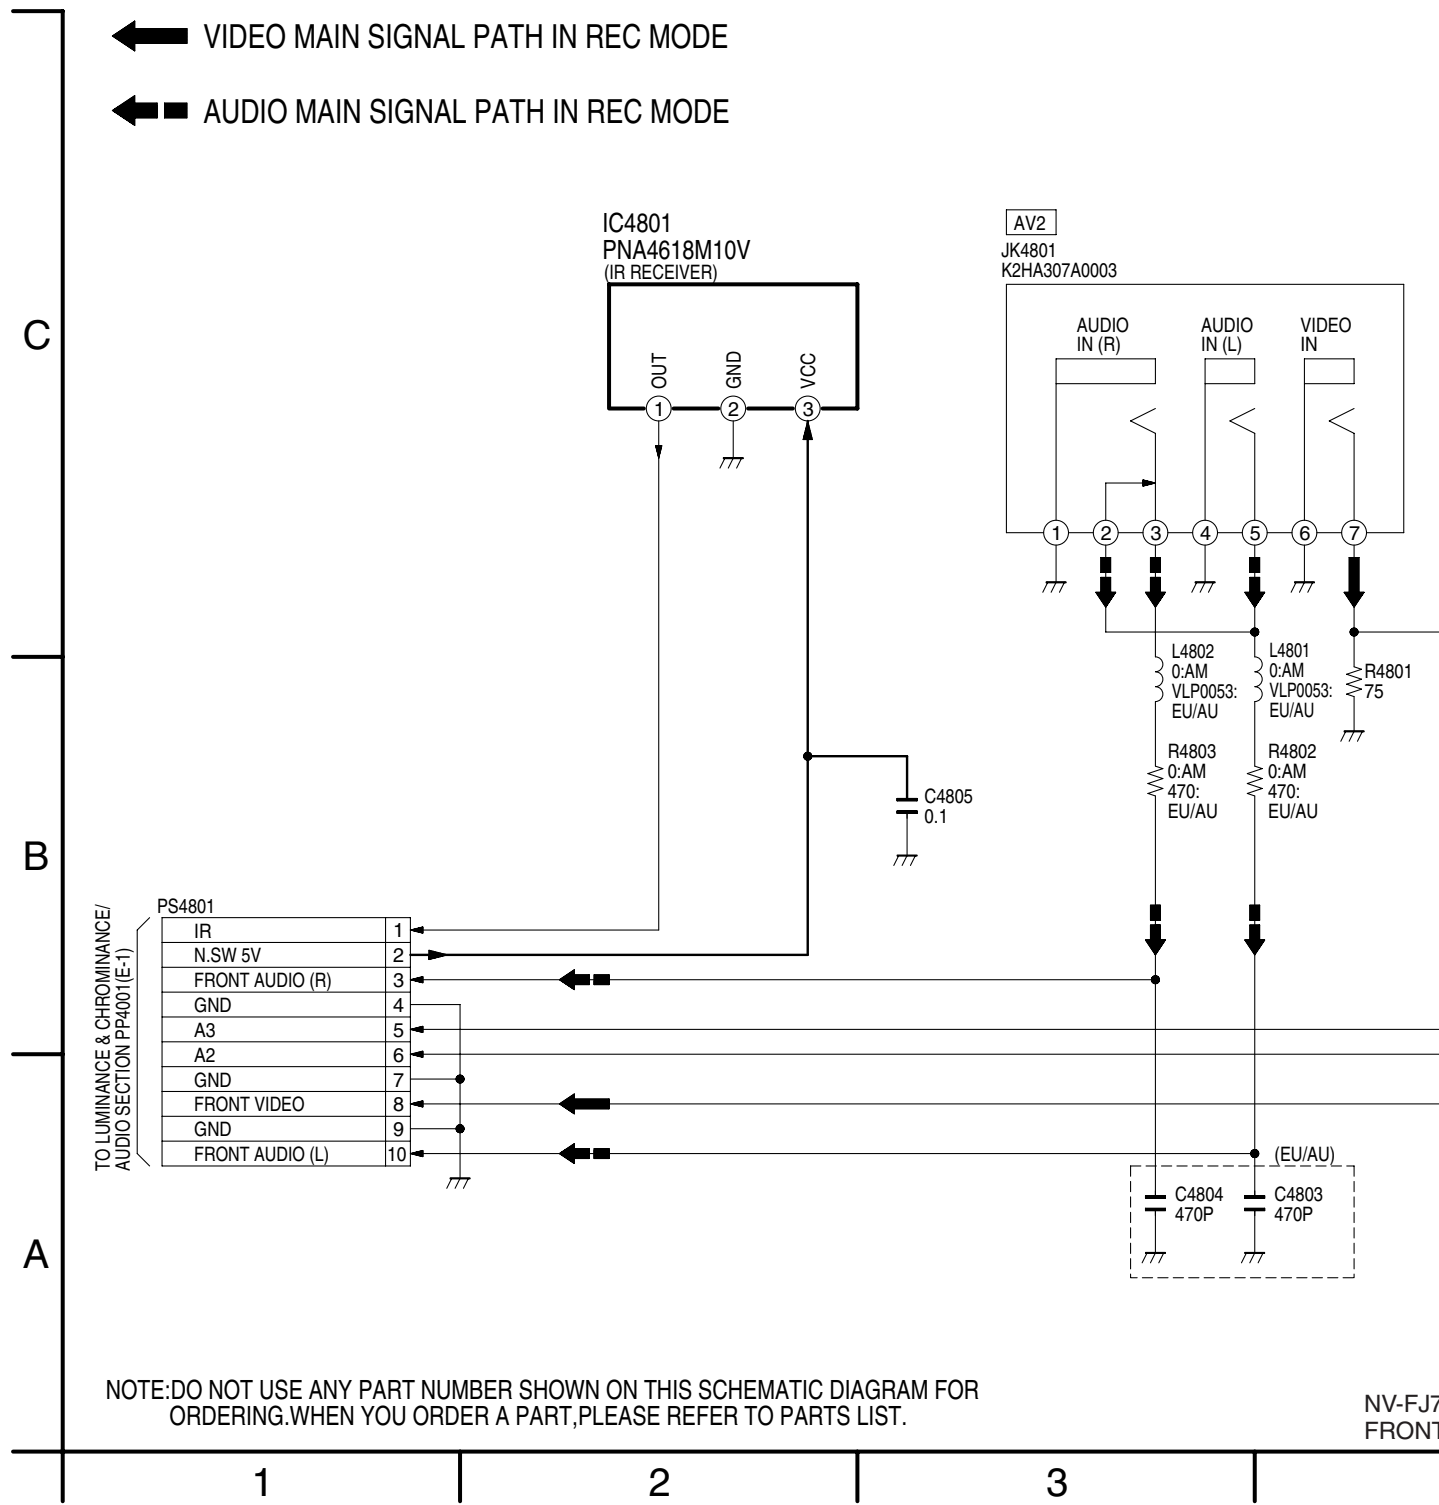 VIDEO MAIN SIGNAL PATH IN REC MODE
AUDIO MAIN SIGNAL PATH IN REC MODE
IC4801
PNA4618M10V
(IR RECEIVER)
OUT
GND
VCC
1
2
3
AV2
JK4801
K2HA307A0003
AUDIO
IN (R)
AUDIO
IN (L)
VIDEO
IN
1
2
3
4
5
6
7
C
L4802
0:AM
VLP0053:
EU/AU
L4801
0:AM
VLP0053:
EU/AU
R4801
75
R4803
0:AM
470:
EU/AU
R4802
0:AM
470:
EU/AU
C4805
0.1
B
TO LUMINANCE & CHROMINANCE/
AUDIO SECTION PP4001(E-1)
PS4801
IR 1
N.SW 5V 2
FRONT AUDIO (R) 3
GND 4
A3 5
A2 6
GND 7
FRONT VIDEO 8
GND 9
FRONT AUDIO (L) 10
(EU/AU)
C4804
470P
C4803
470P
A
NOTE:DO NOT USE ANY PART NUMBER SHOWN ON THIS SCHEMATIC DIAGRAM FOR
ORDERING.WHEN YOU ORDER A PART,PLEASE REFER TO PARTS LIST.
NV-FJ7
FRONT
1
2
3